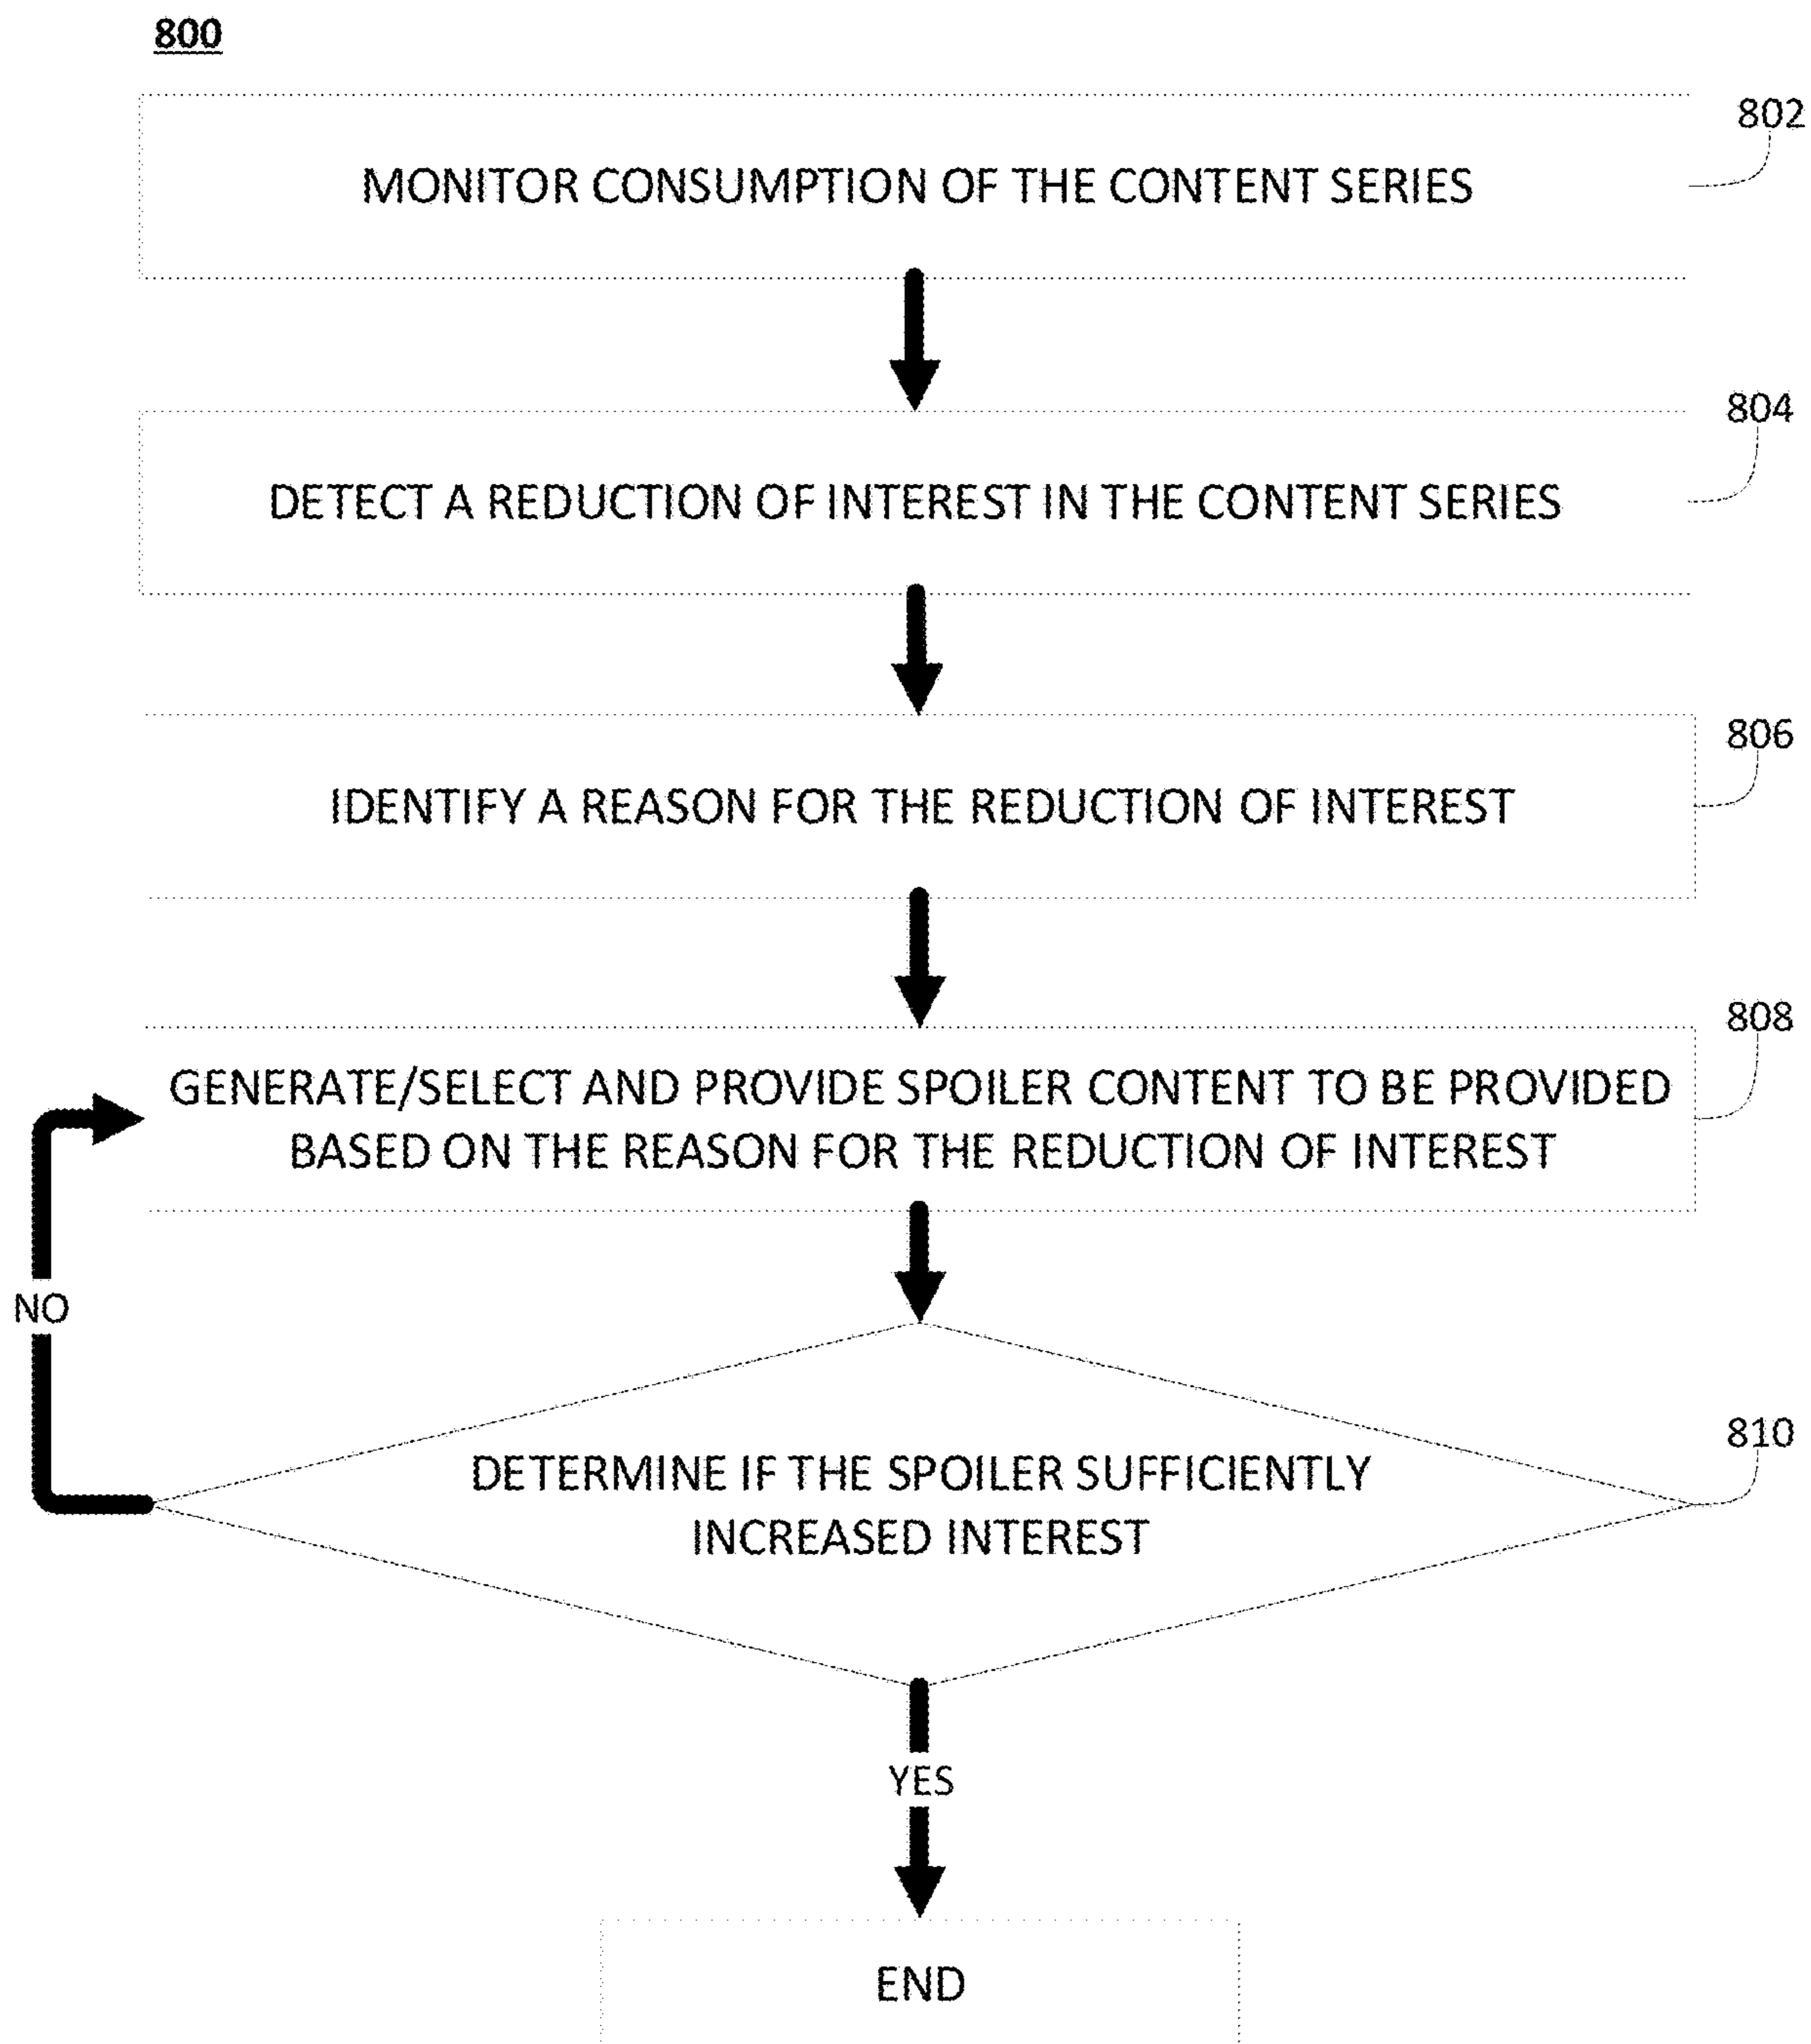 800
802
MONITOR CONSUMPTION OF THE CONTENT SERIES
804
DETECT A REDUCTION OF INTEREST IN THE CONTENT SERIES
806
IDENTIFY A REASON FOR THE REDUCTION OF INTEREST
808
GENERATE/SELECT AND PROVIDE SPOILER CONTENT TO BE PROVIDED
BASED ON THE REASON FOR THE REDUCTION OF INTEREST
NO
810
DETERMINE IF THE SPOILER SUFFICIENTLY
INCREASED INTEREST
YES
END